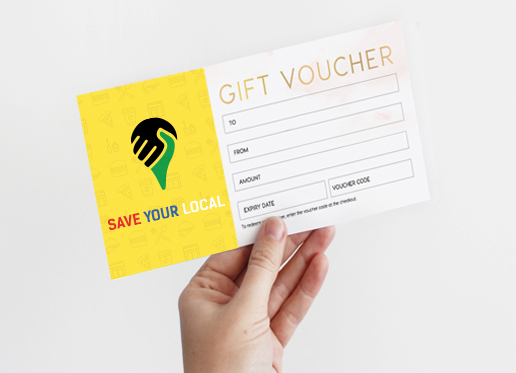 GIFT VOUCHER
TO
FROM
AMOUNT
EXPIRY DATE
VOUCHER CODE
To redeem enter the voucher code at the checkout.
SAVE YOUR LOCAL